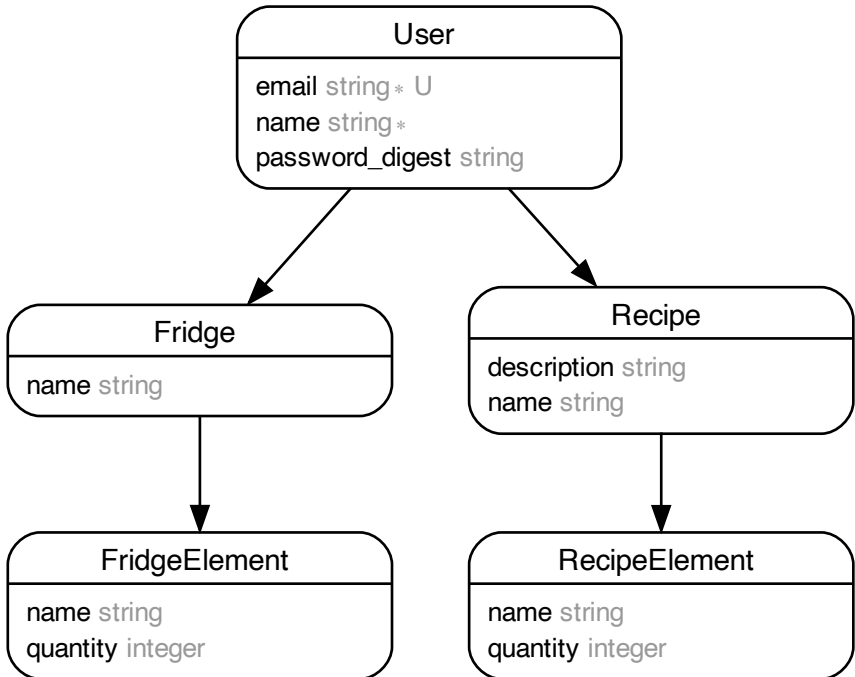 User
email string* U
name string*
password_digest string
Fridge
name string
Recipe
description string
name string
FridgeElement
name string
quantity integer
RecipeElement
name string
quantity integer